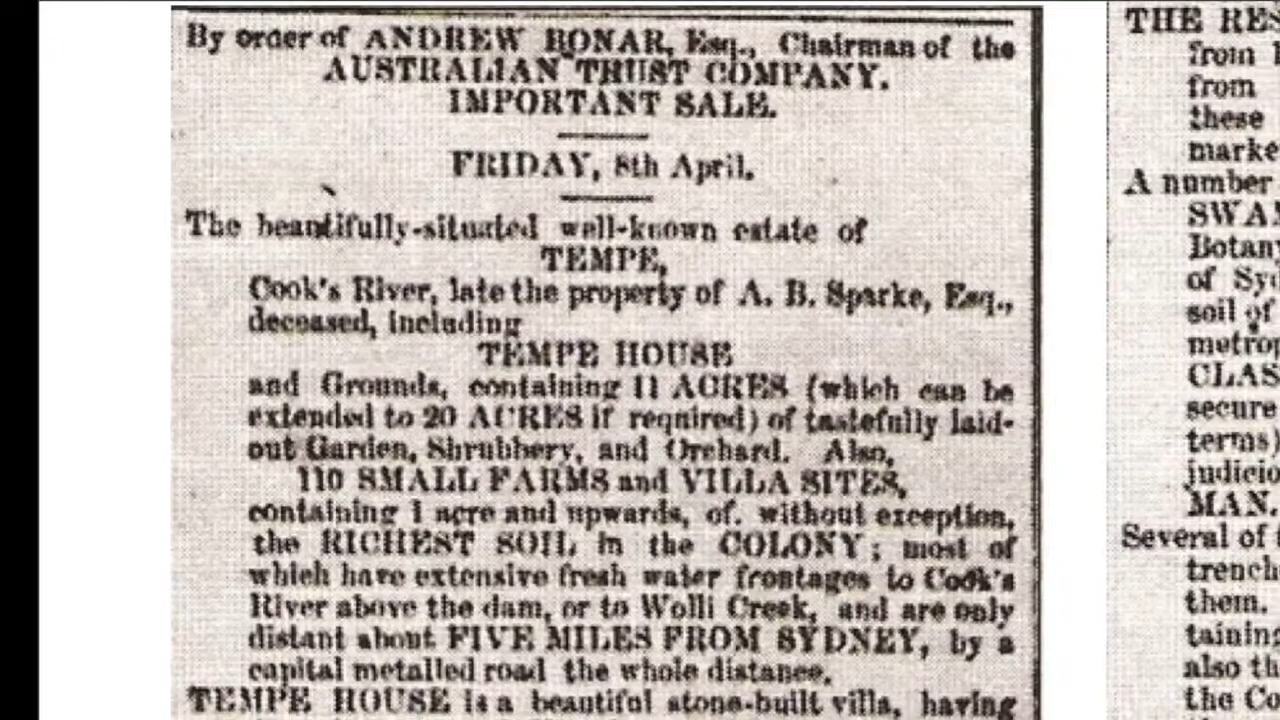 By order of ANDREW BONAR, Esq., Chairman of the
AUSTRALIAN TRUST COMPANY.
IMPORTANT SALE.
FRIDAY, 8th April.
The beautifully-situated well-known estate of
TEMPE,
Cook's River, late the property of A. B. Sparke, Esq.,
deceased, including
TEMPE HOUSE
and Grounds, containing 11 ACRES (which can be
extended to 20 ACRES if required) of tastefully laid-
out Garden, Shrubbery, and Orchard. Also,
110 SMALL FARMS and VILLA SITES,
containing 1 acre and upwards, of. without exception,
the RICHEST SOIL in the COLONY; most of
which have extensive fresh water frontages to Cook's
River above the dam, or to Wolli Creek, and are only
distant about FIVE MILES FROM SYDNEY, by a
capital metalled road the whole distance.
TEMPE HOUSE is a beautiful stone-built villa, having
THE RES
from
from
these
marke
A number
SWA
Botany
of Sy
soil of
metrop
CLAS
secure
terms)
judicio
MAN.
Several of t
trench
them.
taining
also th
the Co